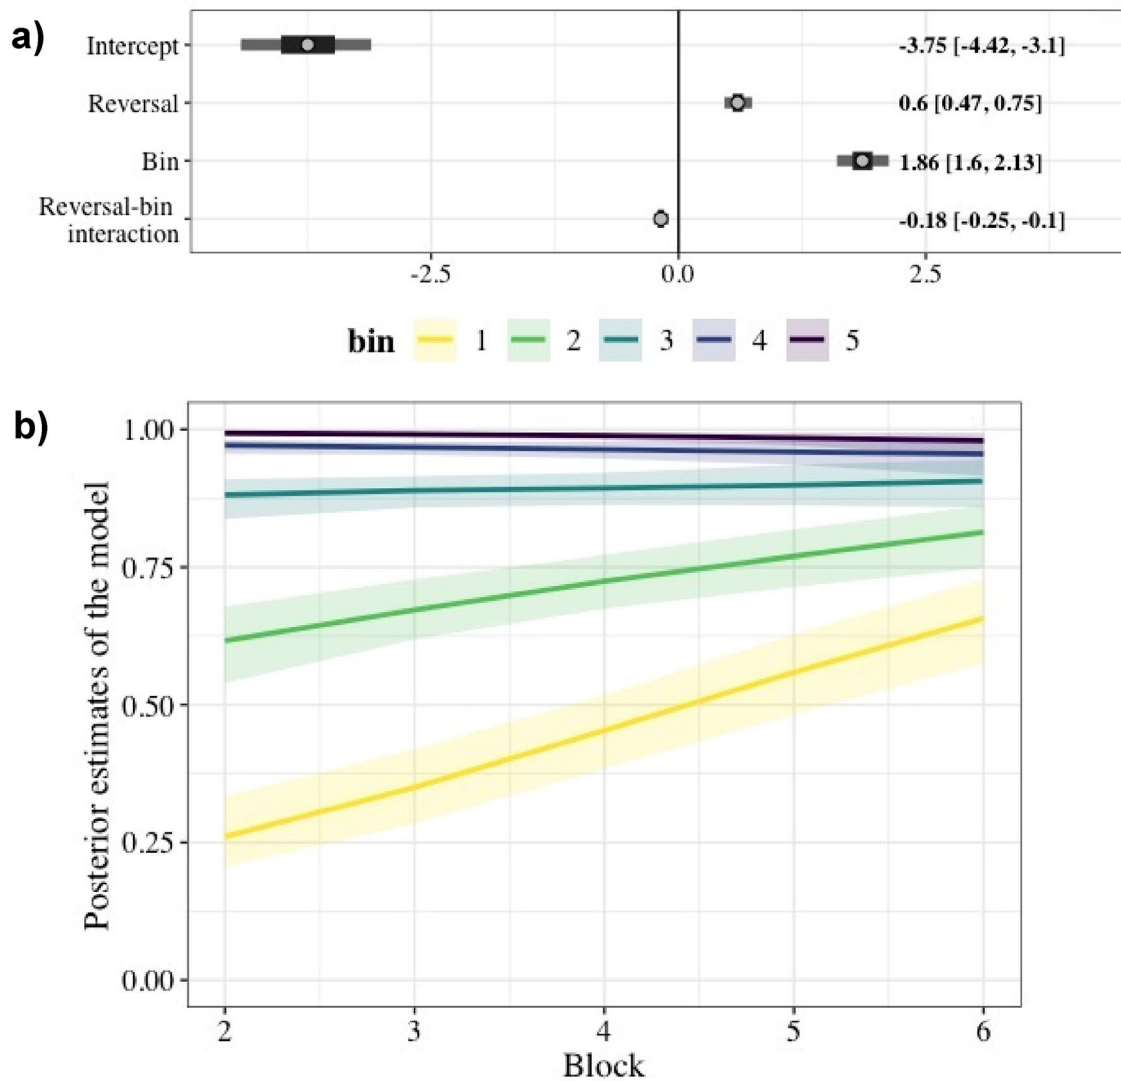 a)
Intercept
-3.75 [-4.42, -3.1]
Reversal
0.6 [0.47, 0.75]
Bin
1.86 [1.6, 2.13]
Reversal-bin
interaction
-0.18 [-0.25, -0.1]
-2.5 0.0 2.5
bin 1 2 3 4 5
b)
Posterior estimates of the model
1.00
0.75
0.50
0.25
0.00
2 3 4 5 6
Block